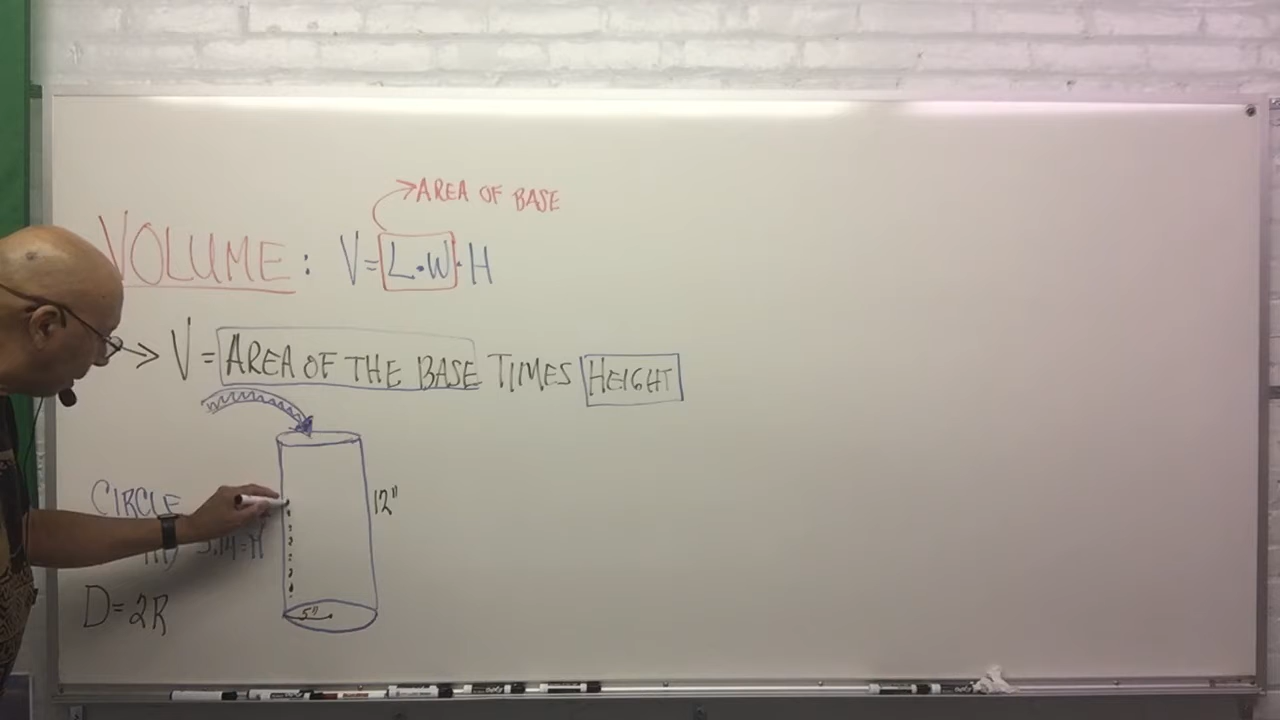 AREA OF BASE
VOLUME: V=L·W·H
→ V=AREA OF THE BASE TIMES HEIGHT
CIRCLE
12"
D=2R
5"